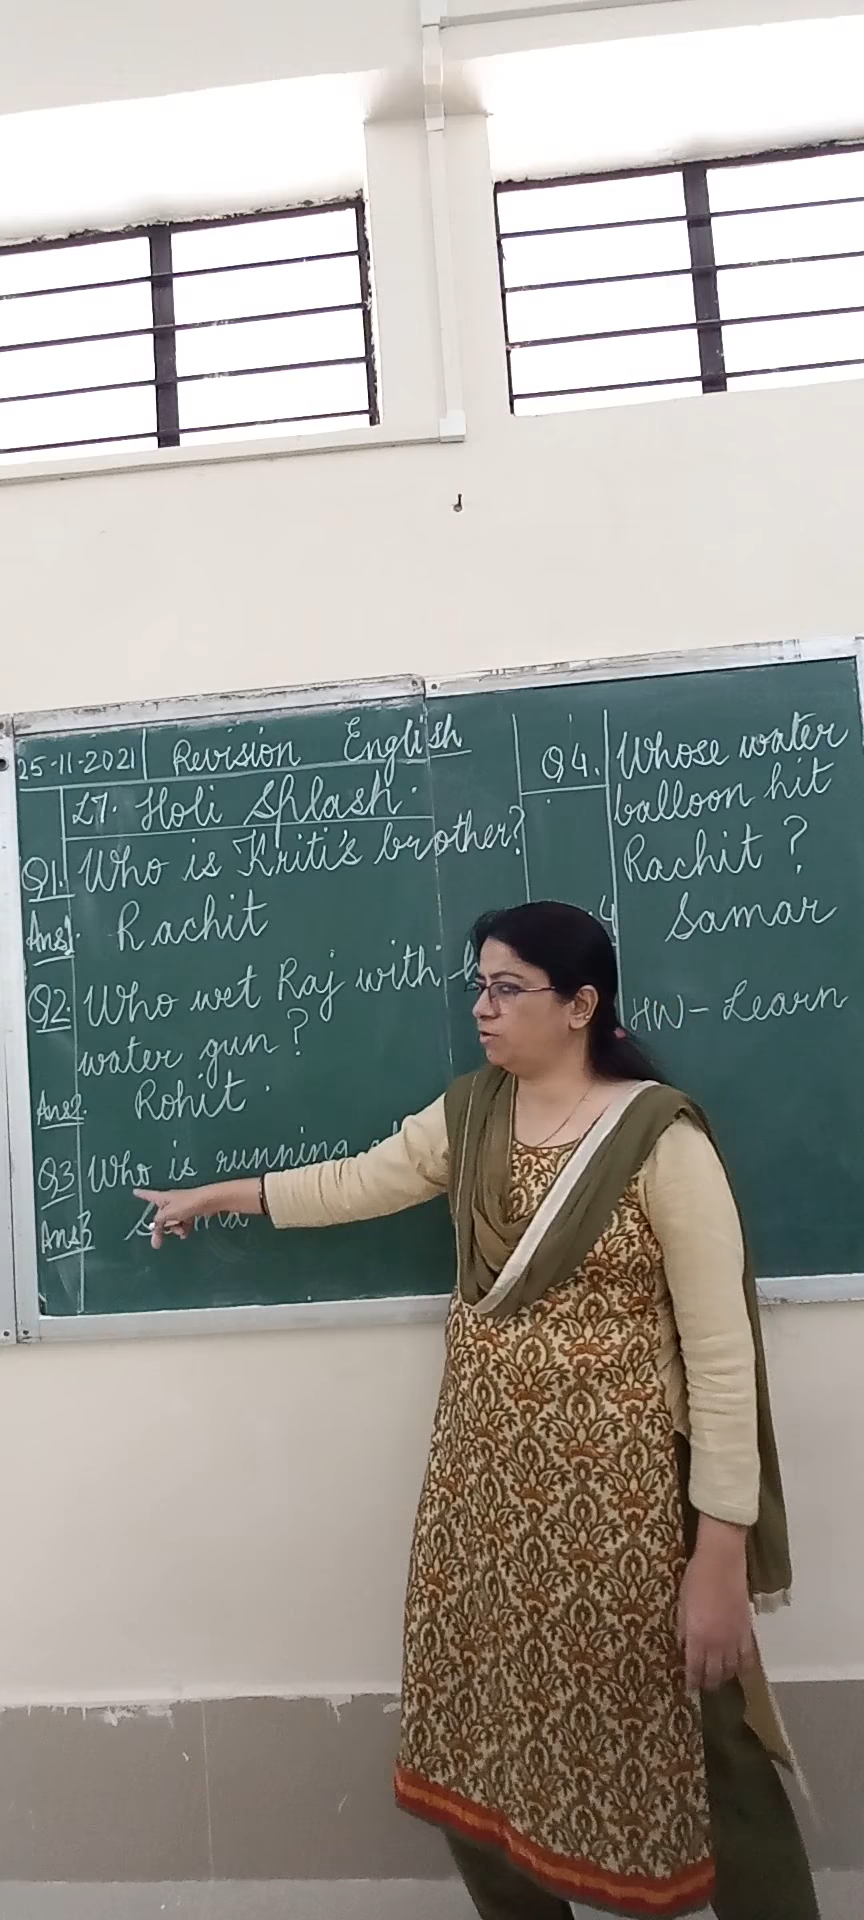 25-11-2021 Revision English
L7. Holi Splash.
Q1. Who is Kriti's brother?
Ans1. Rachit
Q2. Who wet Raj with
water gun?
Ans2. Rohit.
Q3 Who is running
Ans3
Q4. Whose water
balloon hit
Rachit?
4 Samar
HW- Learn